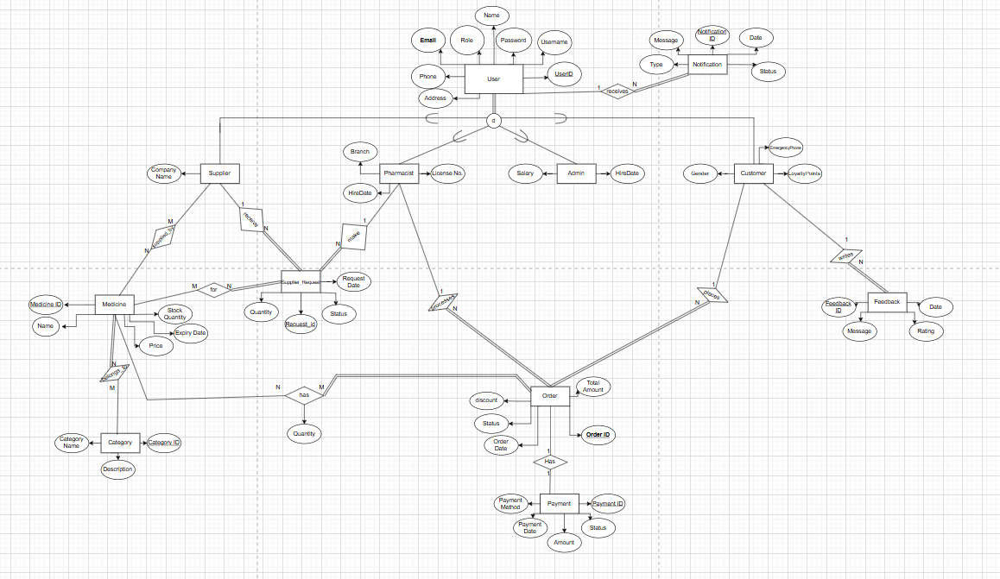 Name
Email
Role
Password
Username
Message
Notification
ID
Date
Type
Notification
Status
Phone
User
UserID
Address
1
receives
N
d
Branch
EmergencyPhone
Company
Name
Supplier
Pharmacist
License No.
Salary
Admin
HireDate
Gender
Customer
LoyaltyPoints
HireDate
1
receive
N
M
supplied_by
N
1
make
N
1
writes
N
Supplier_Request
Request
Date
M
for
N
1
processes
N
1
places
N
Medicine ID
Medicine
Stock
Quantity
Quantity
Request_id
Status
Feedback
ID
Feedback
Date
Name
Expiry Date
Price
Message
Rating
N
belongs_to
M
N
has
M
Quantity
discount
Order
Total
Amount
Status
Order ID
Order
Date
Category
Name
Category
Category ID
Description
1
Has
1
Payment
Method
Payment
Payment ID
Payment
Date
Status
Amount